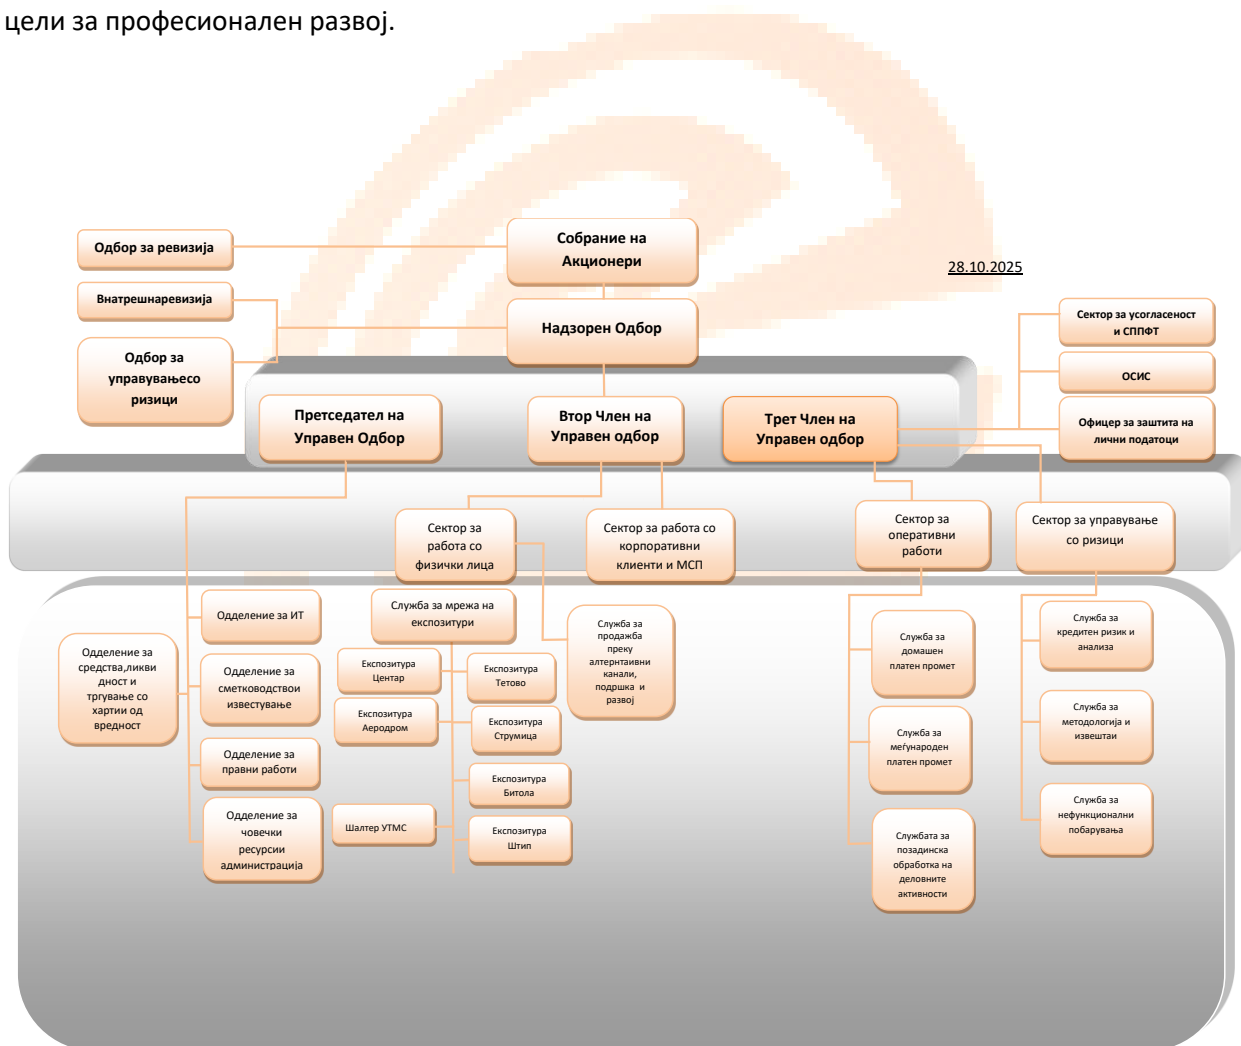 цели за професионален развој.
Собрание на
Акционери
Одбор за ревизија
28.10.2025
Внатрешнаревизија
Надзорен Одбор
Сектор за усогласеност
и СППФТ
Одбор за
управувањесо
ризици
ОСИС
Претседател на
Управен Одбор
Втор Член на
Управен одбор
Трет Член на
Управен одбор
Офицер за заштита на
лични податоци
Сектор за
работа со
физички лица
Сектор за работа со
корпоративни
клиенти и МСП
Сектор за
оперативни
работи
Сектор за управување
со ризици
Одделение за ИТ
Одделение за
средства,ликви
дност и
тргување со
хартии од
вредност
Одделение за
сметководствои
известување
Одделение за
правни работи
Одделение за
човечки
ресурсии
администрација
Служба за мрежа на
експозитури
Експозитура
Центар
Експозитура
Тетово
Експозитура
Аеродром
Експозитура
Струмица
Експозитура
Битола
Шалтер УТМС
Експозитура
Штип
Служба за
продажба
преку
алтернтаивни
канали,
подршка и
развој
Служба за
домашен
платен промет
Служба за
меѓународен
платен промет
Службата за
позадинска
обработка на
деловните
активности
Служба за
кредитен ризик и
анализа
Служба за
методологија и
извештаи
Служба за
нефункционални
побарувања